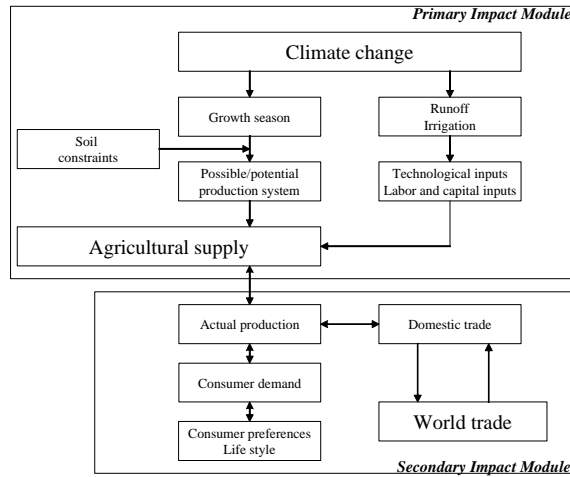 Primary Impact Module
Climate change
Growth season
Runoff
Irrigation
Soil
constraints
Possible/potential
production system
Technological inputs
Labor and capital inputs
Agricultural supply
Actual production
Domestic trade
Consumer demand
World trade
Consumer preferences
Life style
Secondary Impact Module